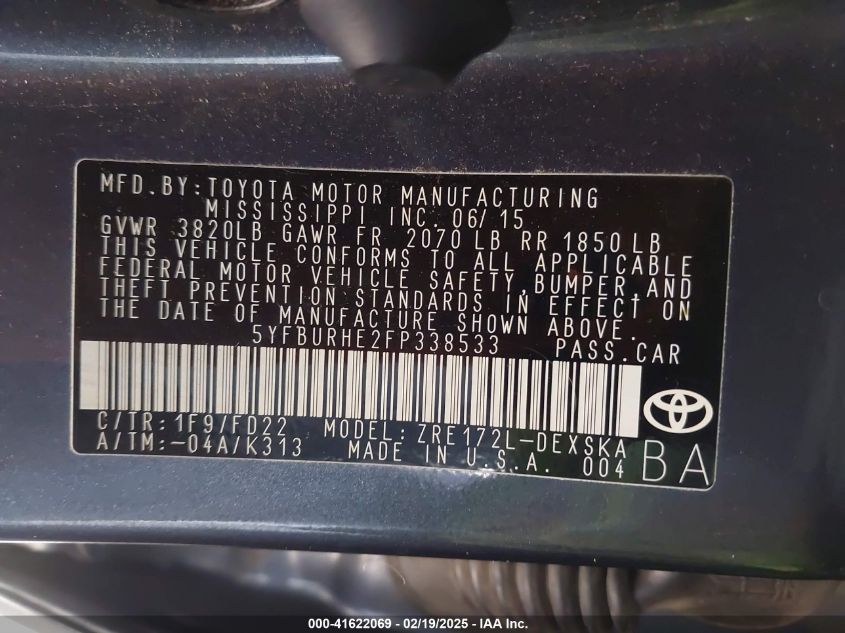 MFD.BY:TOYOTA MOTOR MANUFACTURING
MISSISSIPPI INC. 06/15
GVWR 3820LB GAWR FR 2070 LB RR 1850 LB
THIS VEHICLE CONFORMS TO ALL APPLICABLE
FEDERAL MOTOR VEHICLE SAFETY,BUMPER,AND
THEFT PREVENTION STANDARDS IN EFFECT ON
THE DATE OF MANUFACTURE SHOWN ABOVE.
5YFBURHE2FP338533 PASS.CAR
C/TR: 1F9/FD22 MODEL: ZRE172L-DEXSKA
A/TM:-04A/K313 MADE IN U.S.A. 004 BA
000-41622069 - 02/19/2025 - IAA Inc.